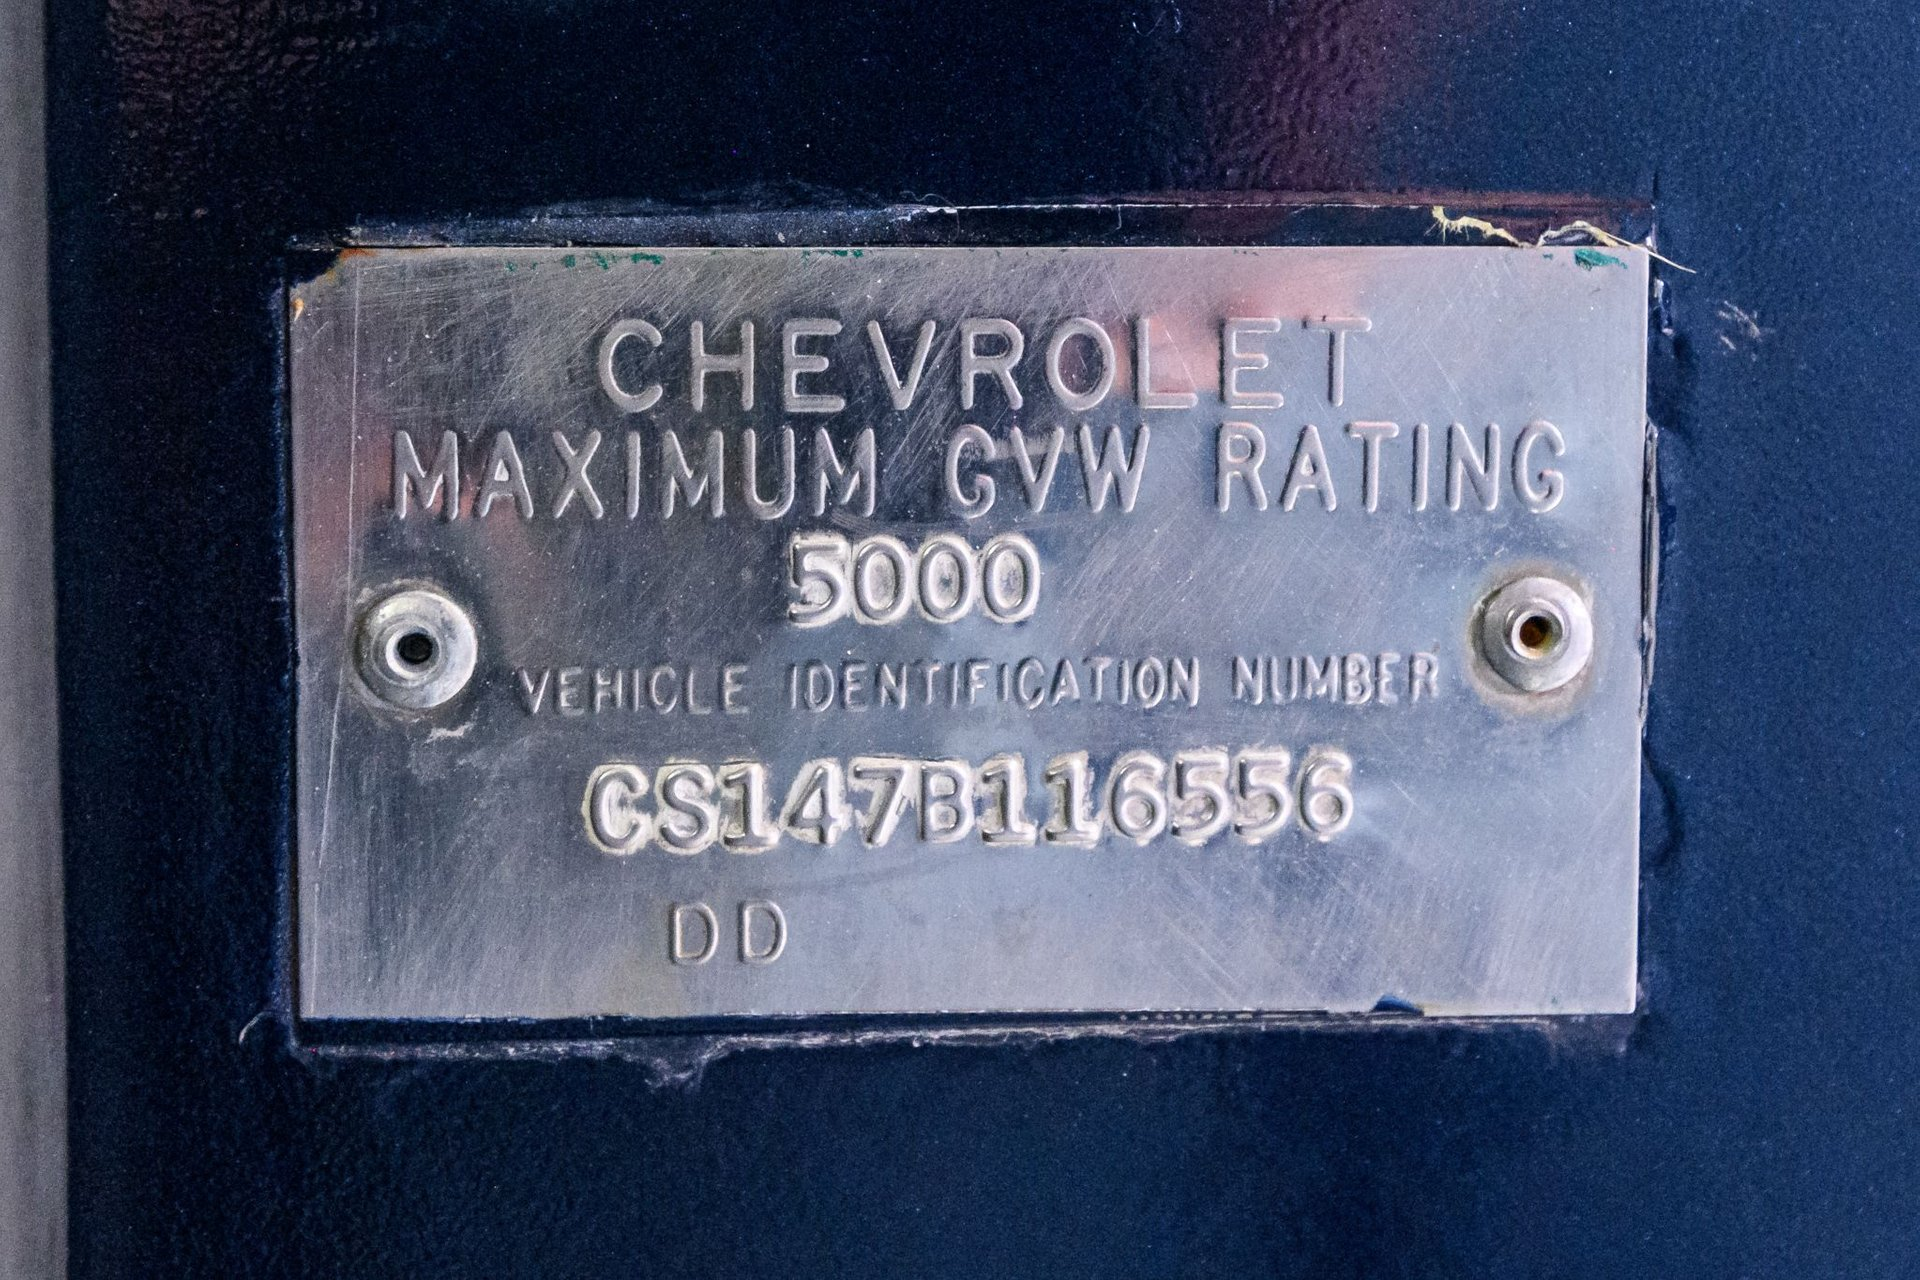 CHEVROLET
MAXIMUM GVW RATING
5000
VEHICLE IDENTIFICATION NUMBER
CS147B116556
DD